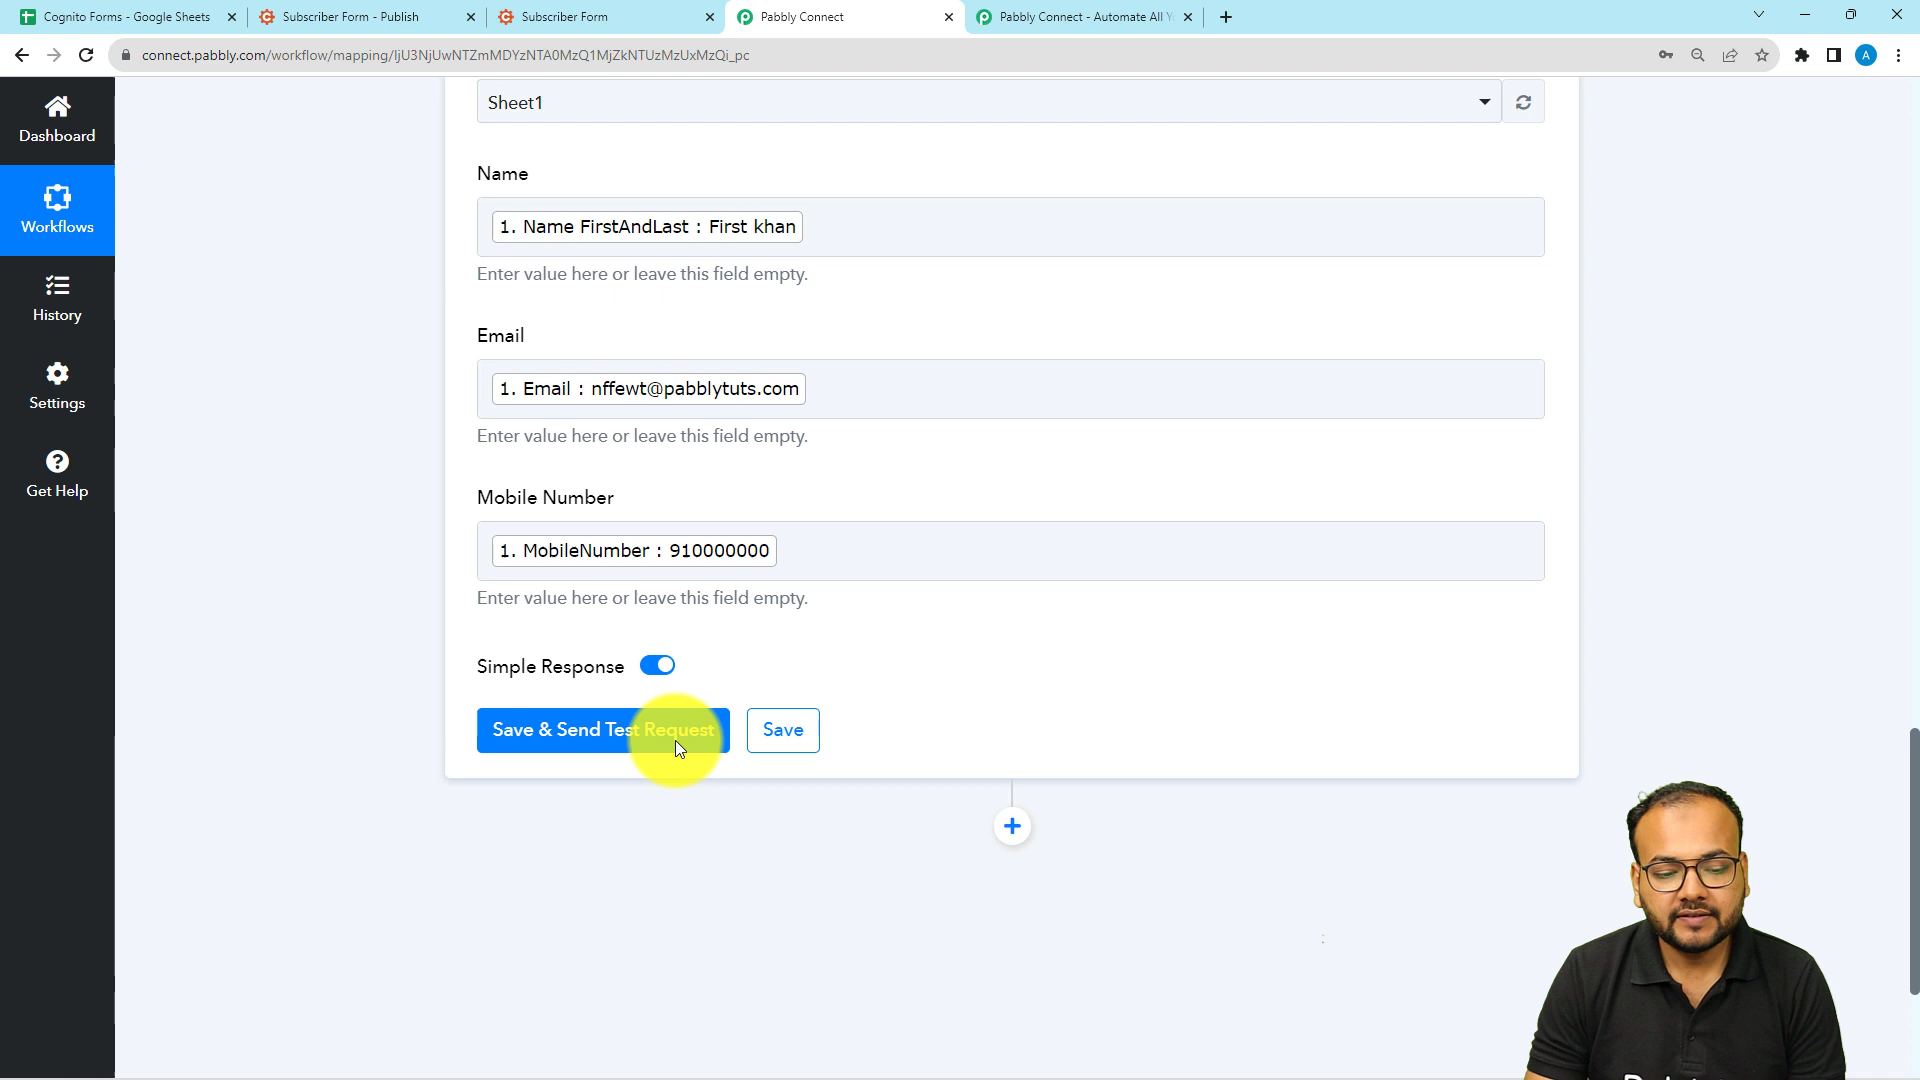 Cognito Forms - Google Sheets
Subscriber Form - Publish
Subscriber Form
Pabbly Connect
Pabbly Connect - Automate All Y
connect.pabbly.com/workflow/mapping/IjU3NjUwNTZmMDYzNTA0MzQ1MjZkNTUzMzUxMzQi_pc
A
Dashboard
Workflows
History
Settings
Get Help
Sheet1
Name
1. Name FirstAndLast : First khan
Enter value here or leave this field empty.
Email
1. Email : nffewt@pabblytuts.com
Enter value here or leave this field empty.
Mobile Number
1. MobileNumber : 910000000
Enter value here or leave this field empty.
Simple Response
Save & Send Test Request
Save